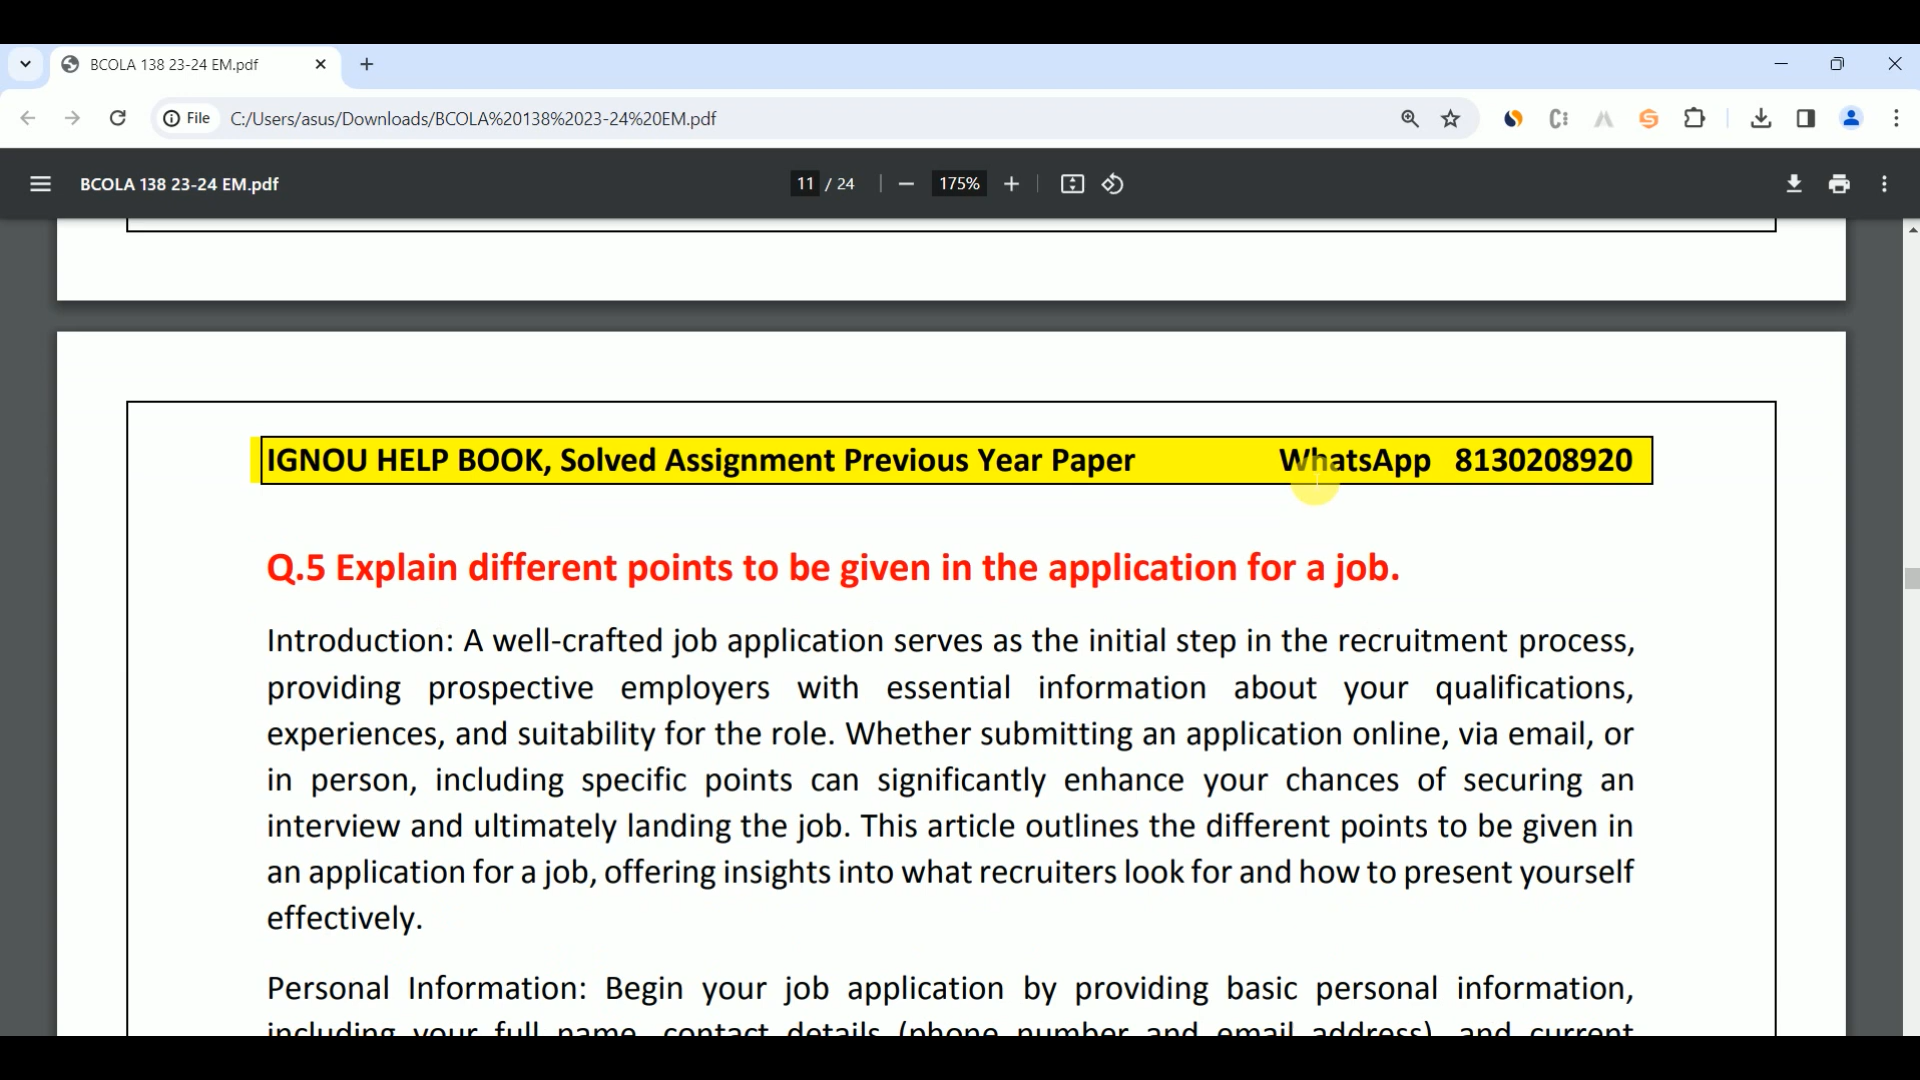 BCOLA 138 23-24 EM.pdf
File C:/Users/asus/Downloads/BCOLA%20138%2023-24%20EM.pdf
BCOLA 138 23-24 EM.pdf 11 / 24 175%
IGNOU HELP BOOK, Solved Assignment Previous Year Paper WhatsApp 8130208920
Q.5 Explain different points to be given in the application for a job.
Introduction: A well-crafted job application serves as the initial step in the recruitment process,
providing prospective employers with essential information about your qualifications,
experiences, and suitability for the role. Whether submitting an application online, via email, or
in person, including specific points can significantly enhance your chances of securing an
interview and ultimately landing the job. This article outlines the different points to be given in
an application for a job, offering insights into what recruiters look for and how to present yourself
effectively.
Personal Information: Begin your job application by providing basic personal information,
including your full name, contact details (phone number and email address), and current